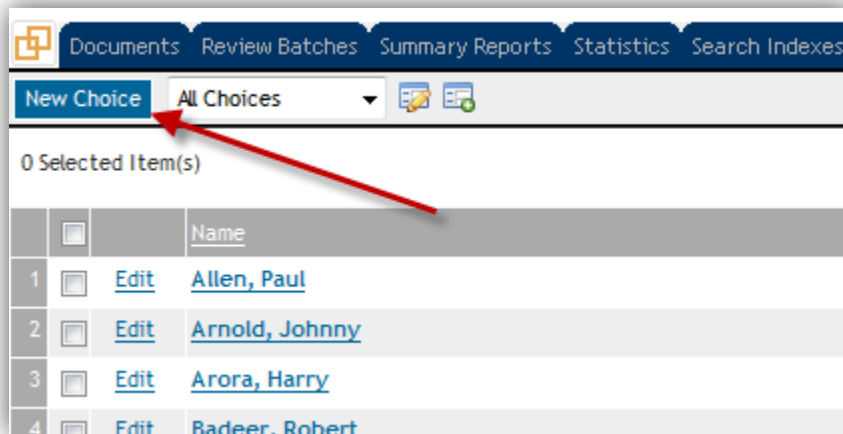 Documents Review Batches Summary Reports Statistics Search Indexes
New Choice All Choices
0 Selected Item(s)
Name
1 Edit Allen, Paul
2 Edit Arnold, Johnny
3 Edit Arora, Harry
4 Edit Badeer, Robert